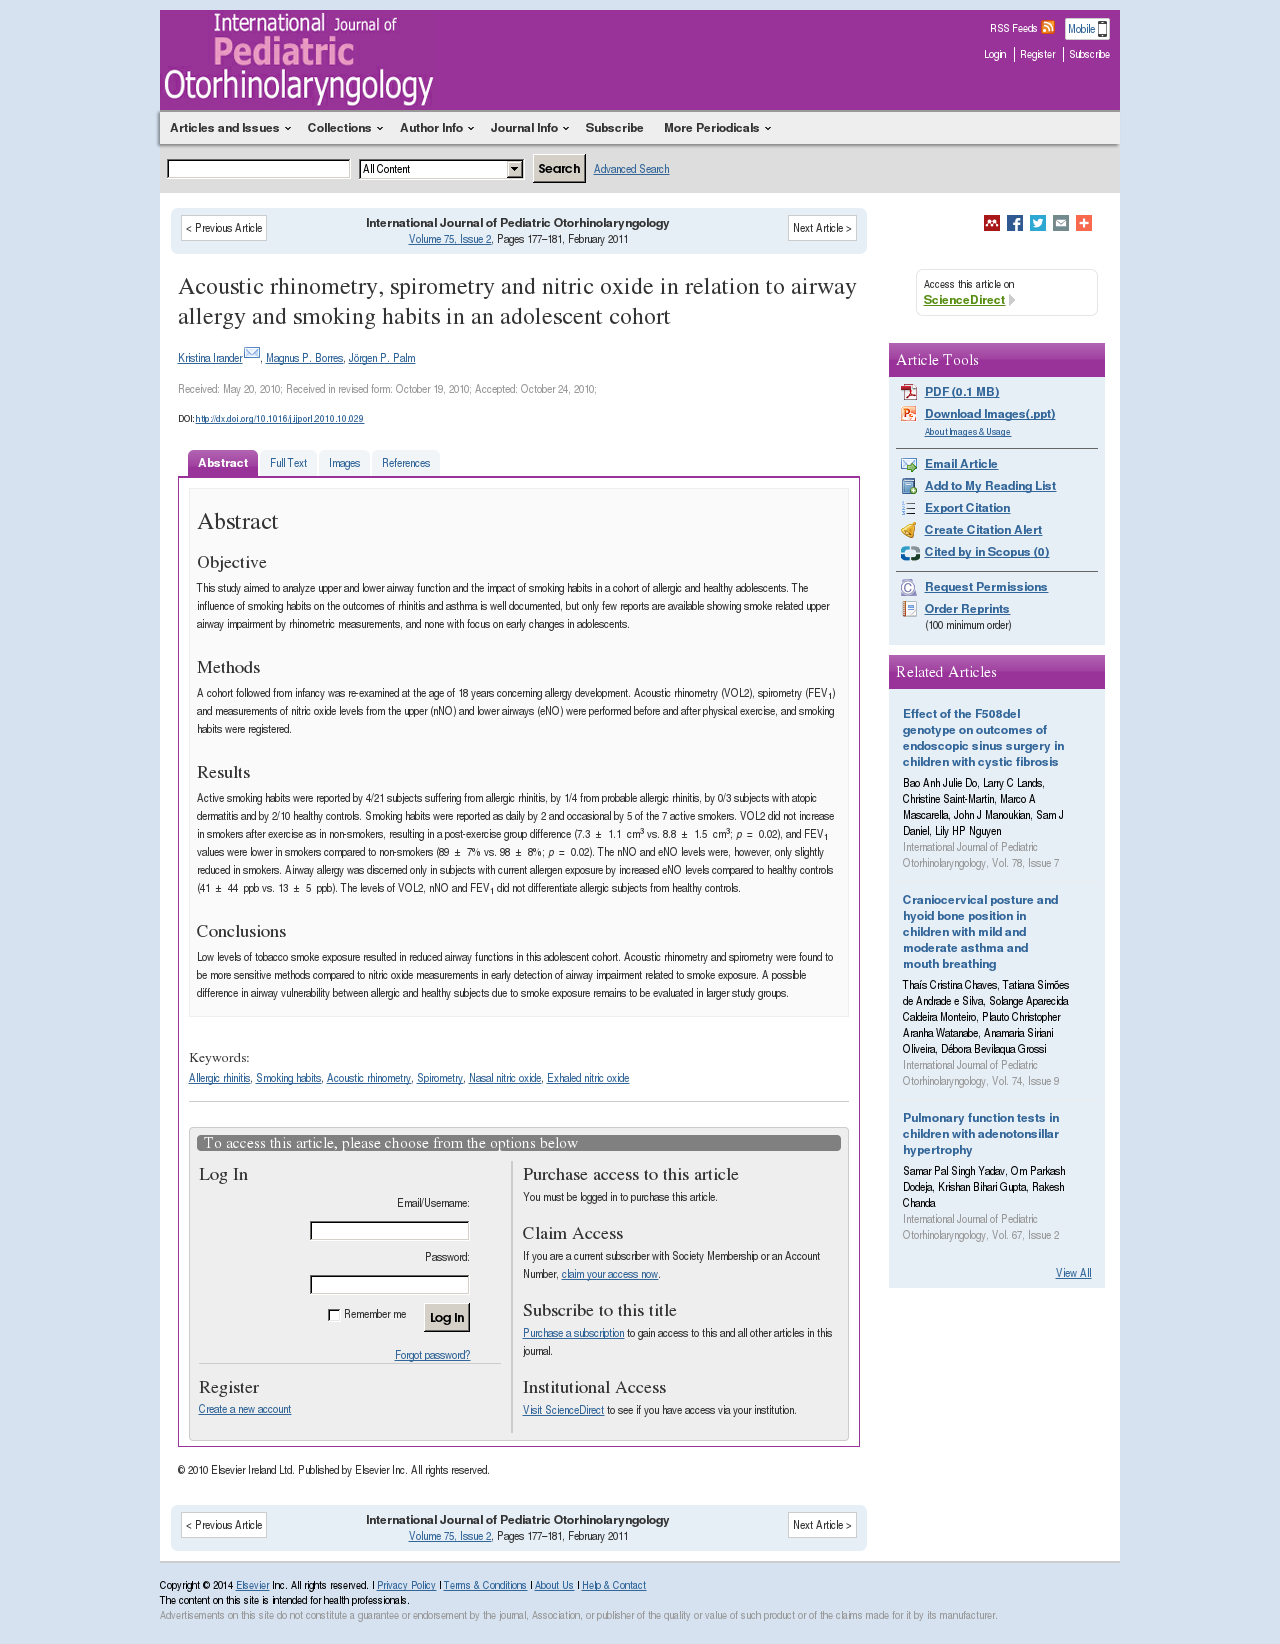 International Journal of
Pediatric
Otorhinolaryngology
RSS Feeds Mobile
Login Register Subscribe
Articles and Issues Collections Author Info Journal Info Subscribe More Periodicals
All Content Search Advanced Search
< Previous Article
International Journal of Pediatric Otorhinolaryngology
Volume 75, Issue 2, Pages 177–181, February 2011
Next Article >
Acoustic rhinometry, spirometry and nitric oxide in relation to airway
allergy and smoking habits in an adolescent cohort
Kristina Irander, Magnus P. Borres, Jörgen P. Palm
Received: May 20, 2010; Received in revised form: October 19, 2010; Accepted: October 24, 2010;
DOI: http://dx.doi.org/10.1016/j.ijporl.2010.10.029
Abstract Full Text Images References
Abstract
Objective
This study aimed to analyze upper and lower airway function and the impact of smoking habits in a cohort of allergic and healthy adolescents. The
influence of smoking habits on the outcomes of rhinitis and asthma is well documented, but only few reports are available showing smoke related upper
airway impairment by rhinometric measurements, and none with focus on early changes in adolescents.
Methods
A cohort followed from infancy was re-examined at the age of 18 years concerning allergy development. Acoustic rhinometry (VOL2), spirometry (FEV1)
and measurements of nitric oxide levels from the upper (nNO) and lower airways (eNO) were performed before and after physical exercise, and smoking
habits were registered.
Results
Active smoking habits were reported by 4/21 subjects suffering from allergic rhinitis, by 1/4 from probable allergic rhinitis, by 0/3 subjects with atopic
dermatitis and by 2/10 healthy controls. Smoking habits were reported as daily by 2 and occasional by 5 of the 7 active smokers. VOL2 did not increase
in smokers after exercise as in non-smokers, resulting in a post-exercise group difference (7.3 ± 1.1 cm3 vs. 8.8 ± 1.5 cm3; p = 0.02), and FEV1
values were lower in smokers compared to non-smokers (89 ± 7% vs. 98 ± 8%; p = 0.02). The nNO and eNO levels were, however, only slightly
reduced in smokers. Airway allergy was discerned only in subjects with current allergen exposure by increased eNO levels compared to healthy controls
(41 ± 44 ppb vs. 13 ± 5 ppb). The levels of VOL2, nNO and FEV1 did not differentiate allergic subjects from healthy controls.
Conclusions
Low levels of tobacco smoke exposure resulted in reduced airway functions in this adolescent cohort. Acoustic rhinometry and spirometry were found to
be more sensitive methods compared to nitric oxide measurements in early detection of airway impairment related to smoke exposure. A possible
difference in airway vulnerability between allergic and healthy subjects due to smoke exposure remains to be evaluated in larger study groups.
Keywords:
Allergic rhinitis, Smoking habits, Acoustic rhinometry, Spirometry, Nasal nitric oxide, Exhaled nitric oxide
To access this article, please choose from the options below
Log In
Email/Username:
Password:
Remember me Log In
Forgot password?
Register
Create a new account
Purchase access to this article
You must be logged in to purchase this article.
Claim Access
If you are a current subscriber with Society Membership or an Account
Number, claim your access now.
Subscribe to this title
Purchase a subscription to gain access to this and all other articles in this
journal.
Institutional Access
Visit ScienceDirect to see if you have access via your institution.
© 2010 Elsevier Ireland Ltd. Published by Elsevier Inc. All rights reserved.
< Previous Article
International Journal of Pediatric Otorhinolaryngology
Volume 75, Issue 2, Pages 177–181, February 2011
Next Article >
Access this article on
ScienceDirect
Article Tools
PDF (0.1 MB)
Download Images(.ppt)
About Images & Usage
Email Article
Add to My Reading List
Export Citation
Create Citation Alert
Cited by in Scopus (0)
Request Permissions
Order Reprints
(100 minimum order)
Related Articles
Effect of the F508del
genotype on outcomes of
endoscopic sinus surgery in
children with cystic fibrosis
Bao Anh Julie Do, Larry C Lands,
Christine Saint-Martin, Marco A
Mascarella, John J Manoukian, Sam J
Daniel, Lily HP Nguyen
International Journal of Pediatric
Otorhinolaryngology, Vol. 78, Issue 7
Craniocervical posture and
hyoid bone position in
children with mild and
moderate asthma and
mouth breathing
Thaís Cristina Chaves, Tatiana Simões
de Andrade e Silva, Solange Aparecida
Caldeira Monteiro, Plauto Christopher
Aranha Watanabe, Anamaria Siriani
Oliveira, Débora Bevilaqua Grossi
International Journal of Pediatric
Otorhinolaryngology, Vol. 74, Issue 9
Pulmonary function tests in
children with adenotonsillar
hypertrophy
Samar Pal Singh Yadav, Om Parkash
Dodeja, Krishan Bihari Gupta, Rakesh
Chanda
International Journal of Pediatric
Otorhinolaryngology, Vol. 67, Issue 2
View All
Copyright © 2014 Elsevier Inc. All rights reserved. | Privacy Policy | Terms & Conditions | About Us | Help & Contact
The content on this site is intended for health professionals.
Advertisements on this site do not constitute a guarantee or endorsement by the journal, Association, or publisher of the quality or value of such product or of the claims made for it by its manufacturer.